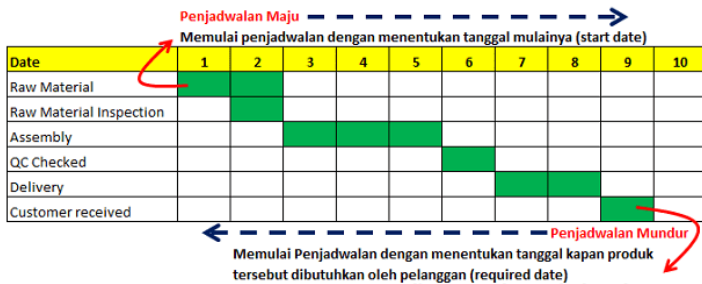 Penjadwalan Maju
Memulai penjadwalan dengan menentukan tanggal mulainya (start date)
Date 1 2 3 4 5 6 7 8 9 10
Raw Material
Raw Material Inspection
Assembly
QC Checked
Delivery
Customer received
Penjadwalan Mundur
Memulai Penjadwalan dengan menentukan tanggal kapan produk
tersebut dibutuhkan oleh pelanggan (required date)